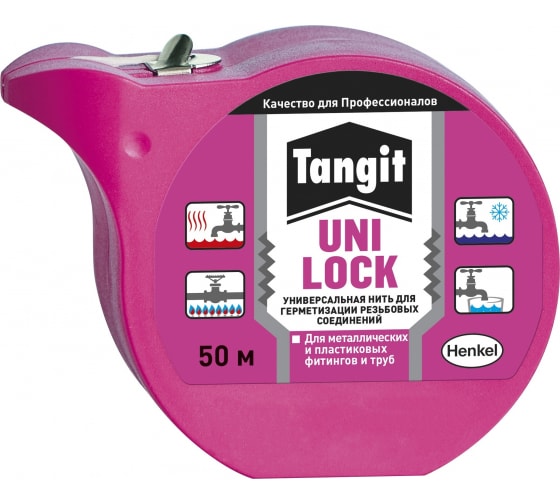 Качество для Профессионалов
Tangit
UNI
LOCK
УНИВЕРСАЛЬНАЯ НИТЬ ДЛЯ
ГЕРМЕТИЗАЦИИ РЕЗЬБОВЫХ
СОЕДИНЕНИЙ
Для металлических
и пластиковых
фитингов и труб
50 м
Henkel